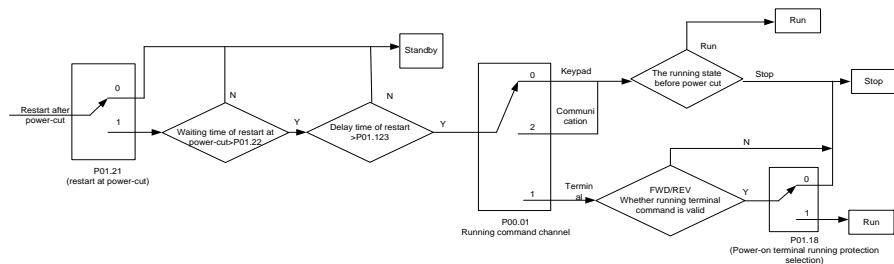 Run
Run
Standby
0
N
N
Restart after
power-cut
1
Waiting time of restart at
power-cut>P01.22
Y
Delay time of restart
>P01.123
Y
P01.21
(restart at power-cut)
0
Keypad
Communi
cation
2
1
Termin
al
P00.01
Running command channel
The running state
before power cut
Stop
Stop
N
FWD/REV
Whether running terminal
command is valid
Y
0
1
Run
P01.18
(Power-on terminal running protection
selection)